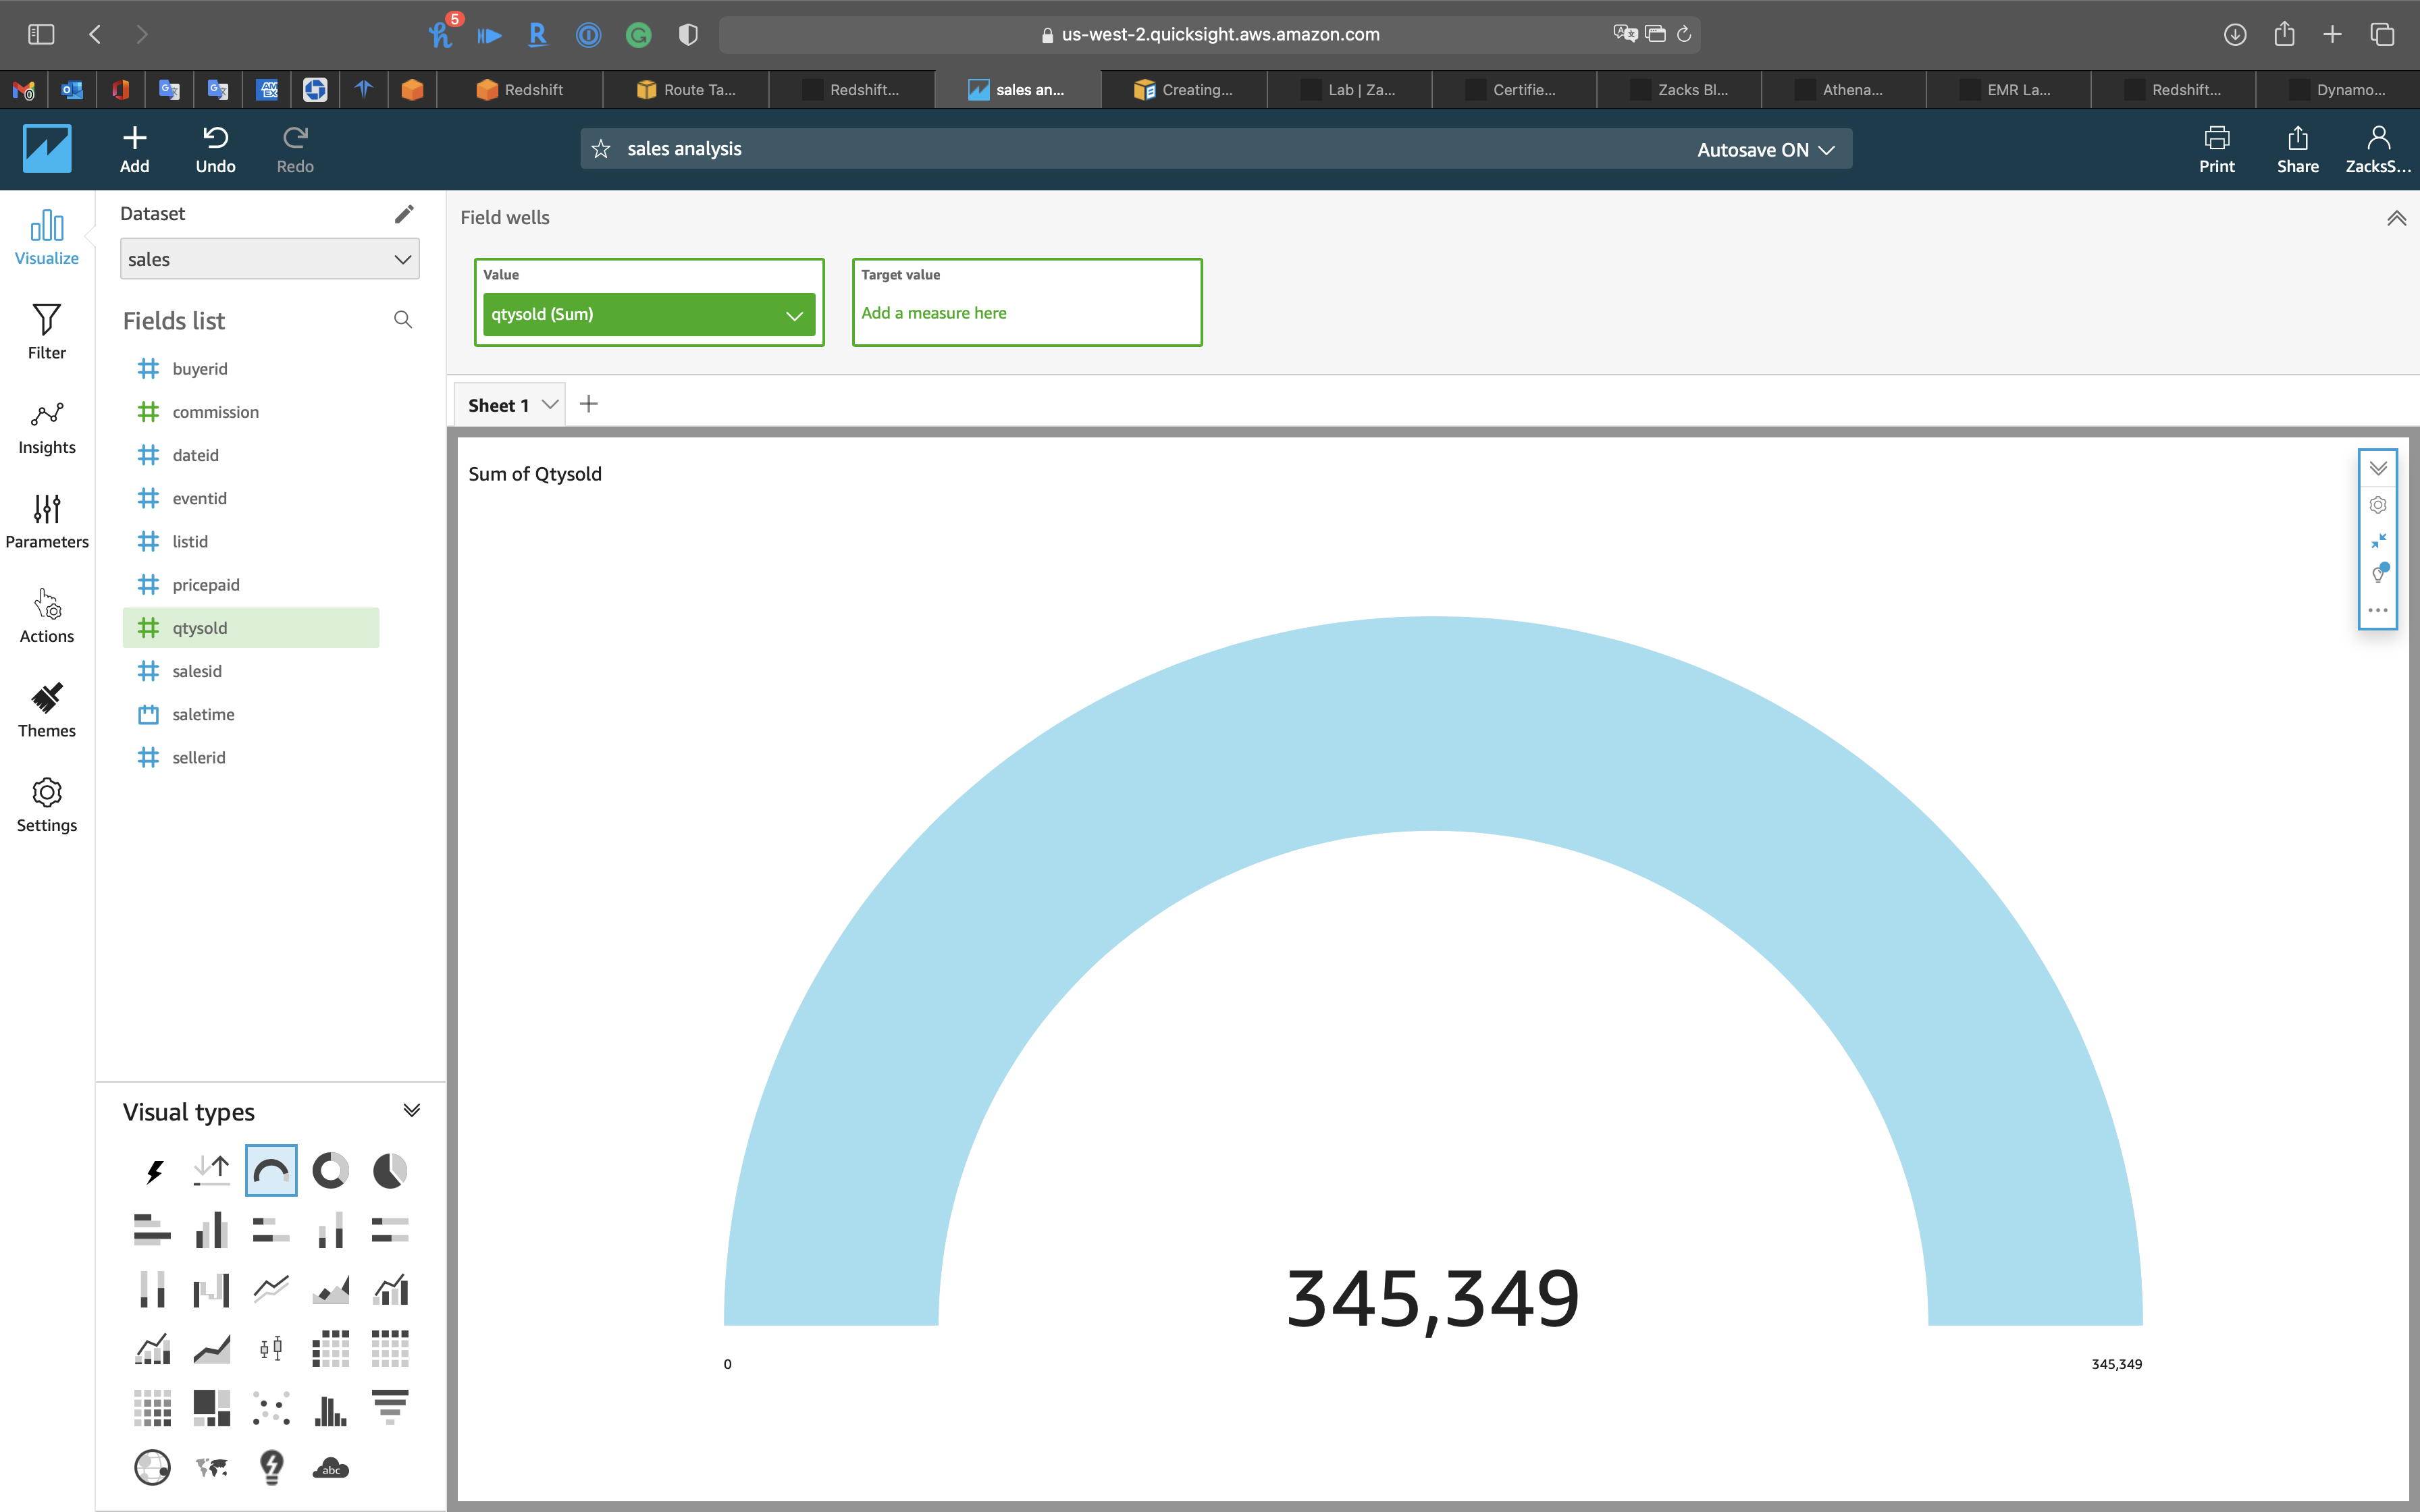 5
us-west-2.quicksight.aws.amazon.com
Redshift
Route Ta...
Redshift...
sales an...
Creating...
Lab | Za...
Certifie...
Zacks Bl...
Athena...
EMR La...
Redshift...
Dynamo...
Add
Undo
Redo
sales analysis
Autosave ON
Print
Share
ZacksS...
Visualize
Filter
Insights
Parameters
Actions
Themes
Settings
Dataset
sales
Fields list
buyerid
commission
dateid
eventid
listid
pricepaid
qtysold
salesid
saletime
sellerid
Visual types
abc
Field wells
Value
qtysold (Sum)
Target value
Add a measure here
Sheet 1
Sum of Qtysold
345,349
0
345,349